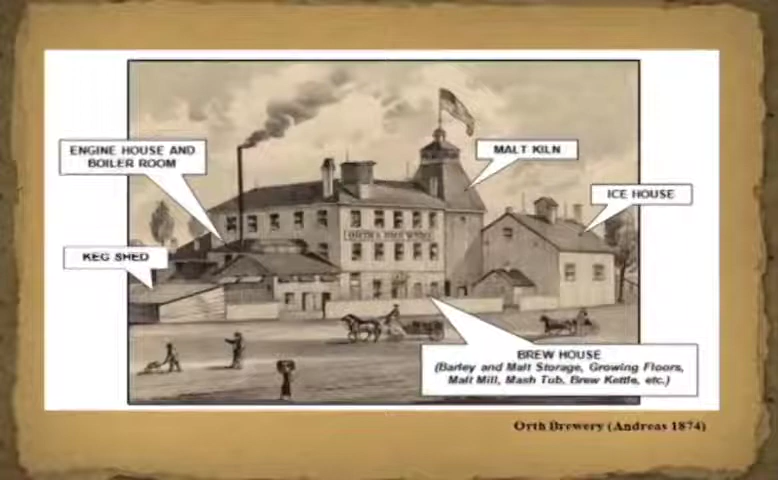 ENGINE HOUSE AND
BOILER ROOM
MALT KILN
ICE HOUSE
KEG SHED
BREW HOUSE
(Barley and Malt Storage, Growing Floors,
Malt Mill, Mash Tub, Brew Kettle, etc.)
Orth Brewery (Andreas 1874)